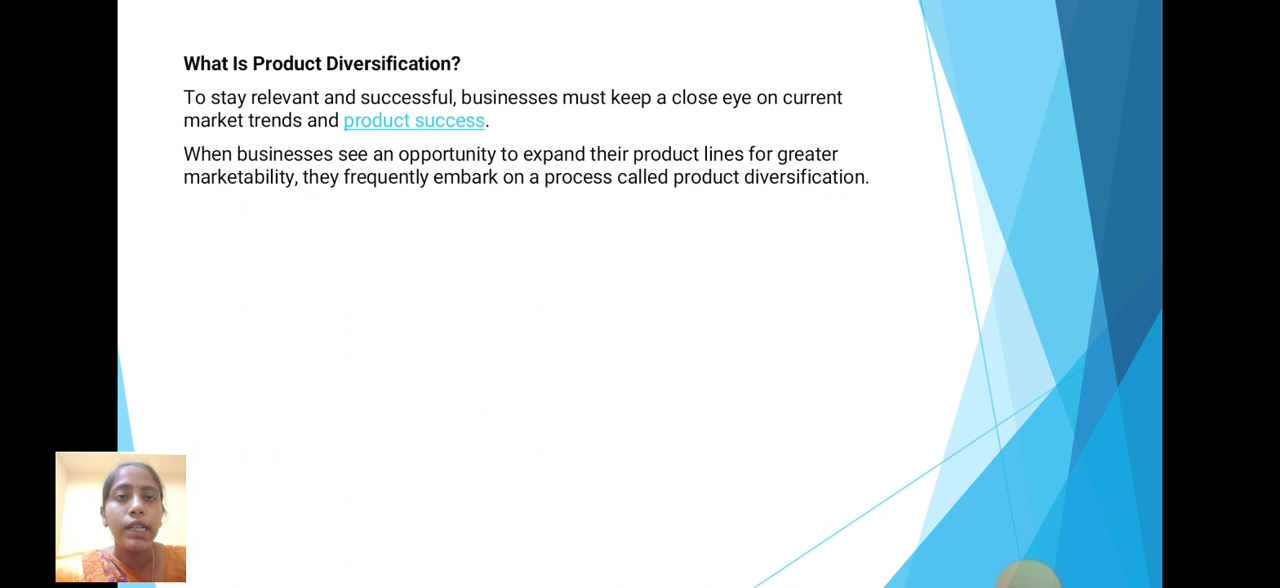 What Is Product Diversification?
To stay relevant and successful, businesses must keep a close eye on current
market trends and product success.
When businesses see an opportunity to expand their product lines for greater
marketability, they frequently embark on a process called product diversification.